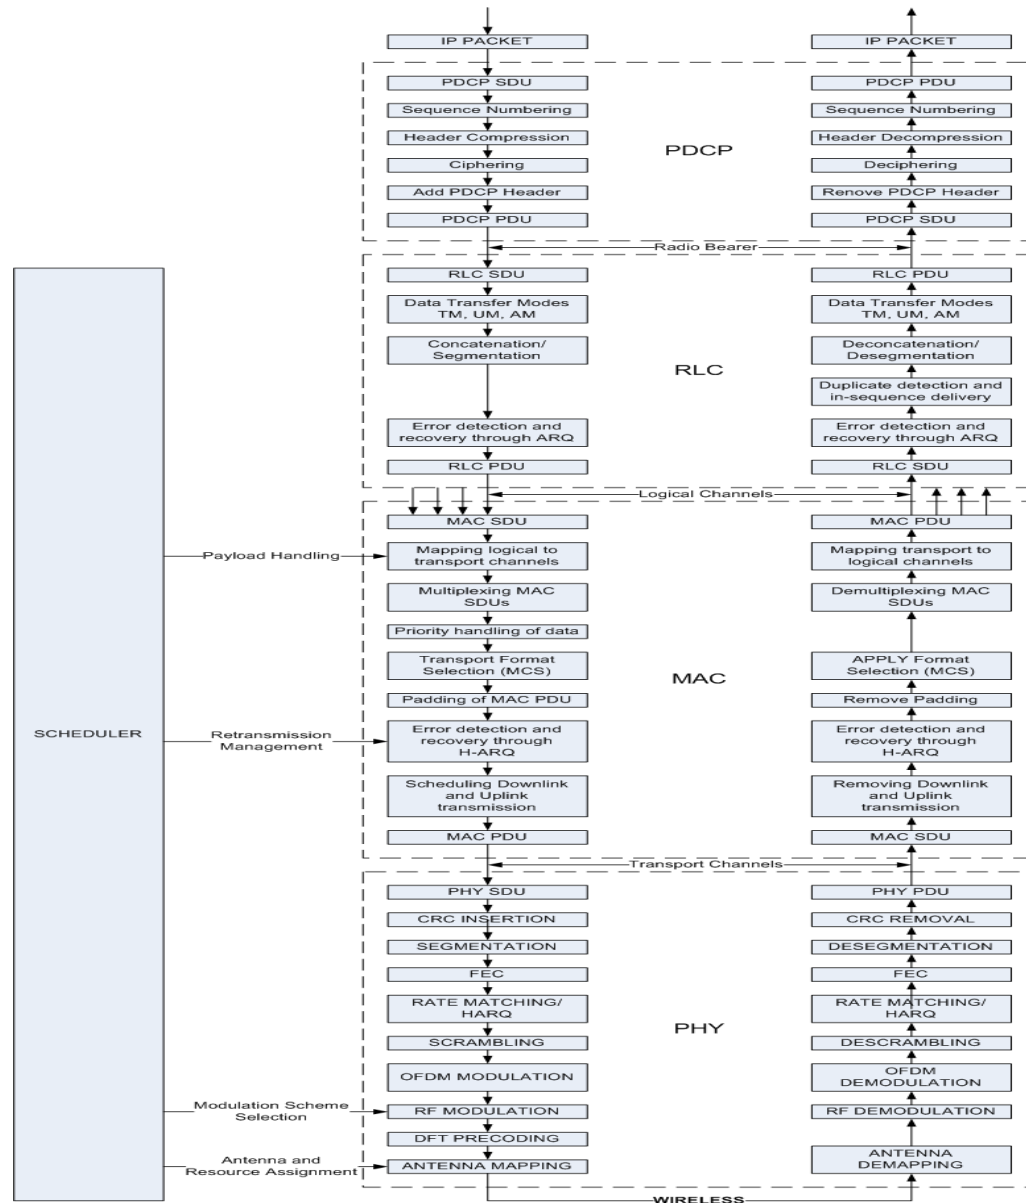 IP PACKET
PDCP SDU
Sequence Numbering
Header Compression
Ciphering
Add PDCP Header
PDCP PDU
IP PACKET
PDCP PDU
Sequence Numbering
Header Decompression
Deciphering
Renove PDCP Header
PDCP SDU
PDCP
Radio Bearer
RLC SDU
Data Transfer Modes
TM, UM, AM
Concatenation/
Segmentation
Error detection and
recovery through ARQ
RLC PDU
RLC PDU
Data Transfer Modes
TM, UM, AM
Deconcatenation/
Desegmentation
Duplicate detection and
in-sequence delivery
Error detection and
recovery through ARQ
RLC SDU
RLC
Logical Channels
MAC SDU
Mapping logical to
transport channels
Multiplexing MAC
SDUs
Priority handling of data
Transport Format
Selection (MCS)
Padding of MAC PDU
Error detection and
recovery through
H-ARQ
Scheduling Downlink
and Uplink
transmission
MAC PDU
MAC PDU
Mapping transport to
logical channels
Demultiplexing MAC
SDUs
APPLY Format
Selection (MCS)
Remove Padding
Error detection and
recovery through
H-ARQ
Removing Downlink
and Uplink
transmission
MAC SDU
MAC
Transport Channels
PHY SDU
CRC INSERTION
SEGMENTATION
FEC
RATE MATCHING/
HARQ
SCRAMBLING
OFDM MODULATION
RF MODULATION
DFT PRECODING
ANTENNA MAPPING
PHY PDU
CRC REMOVAL
DESEGMENTATION
FEC
RATE MATCHING/
HARQ
DESCRAMBLING
OFDM
DEMODULATION
RF DEMODULATION
ANTENNA
DEMAPPING
PHY
WIRELESS
SCHEDULER
Payload Handling
Retransmission
Management
Modulation Scheme
Selection
Antenna and
Resource Assignment